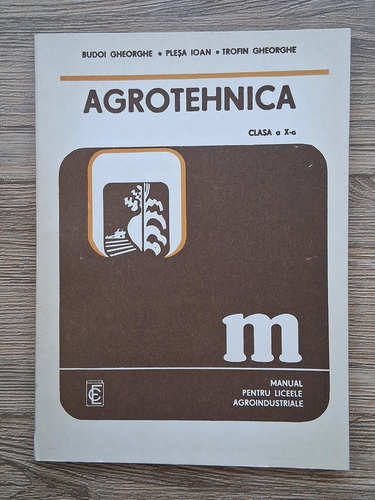 BUDOI GHEORGHE • PLEȘA IOAN • TROFIN GHEORGHE
AGROTEHNICA
CLASA a X-a
m
MANUAL
PENTRU LICEELE
AGROINDUSTRIALE